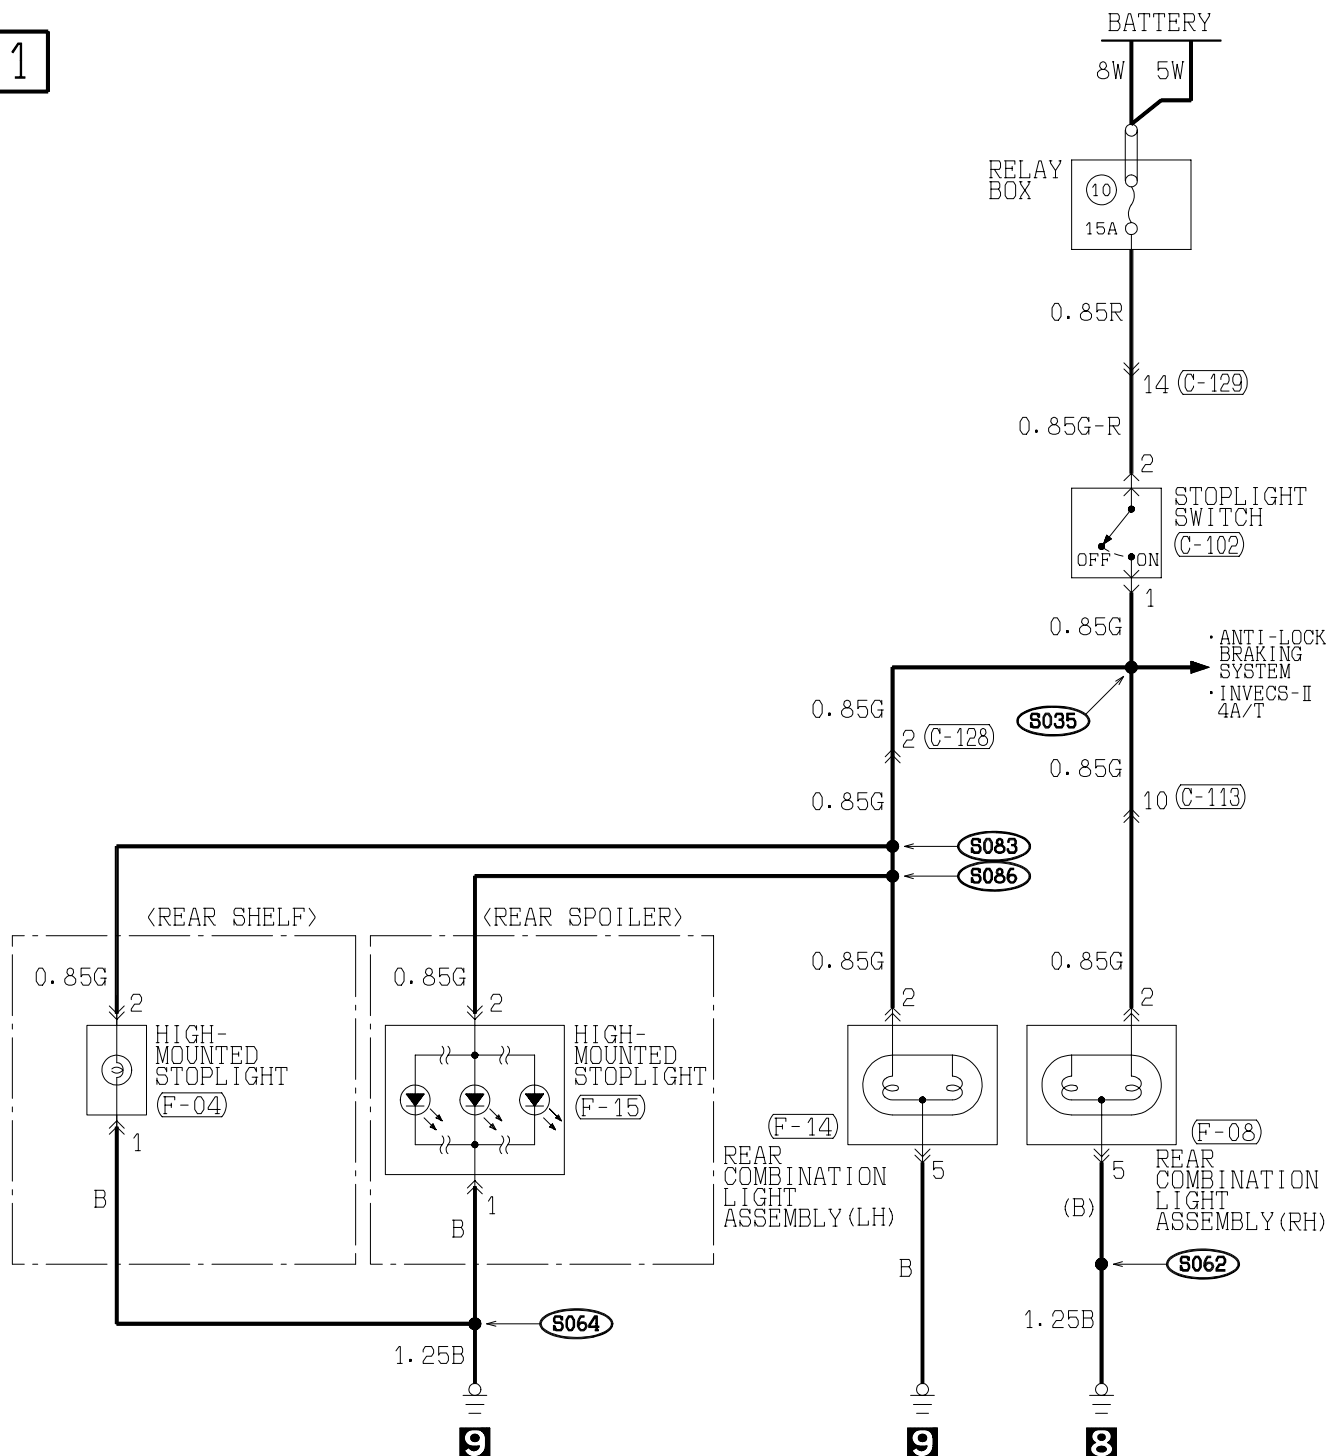 BATTERY
1
8W
5W
RELAY
BOX
10
15A
0.85R
14
C-129
0.85G-R
2
STOPLIGHT
SWITCH
C-102
OFF
ON
1
0.85G
·ANTI-LOCK
BRAKING
SYSTEM
·INVECS-Ⅱ
4A/T
0.85G
S035
2
C-128
0.85G
0.85G
10
C-113
S083
S086
〈REAR SHELF〉
〈REAR SPOILER〉
0.85G
0.85G
0.85G
0.85G
2
2
2
2
HIGH-
MOUNTED
STOPLIGHT
F-04
HIGH-
MOUNTED
STOPLIGHT
F-15
F-14
F-08
1
1
5
5
REAR
COMBINATION
LIGHT
ASSEMBLY(LH)
REAR
COMBINATION
LIGHT
ASSEMBLY(RH)
B
B
B
(B)
S062
S064
1.25B
1.25B
9
9
8